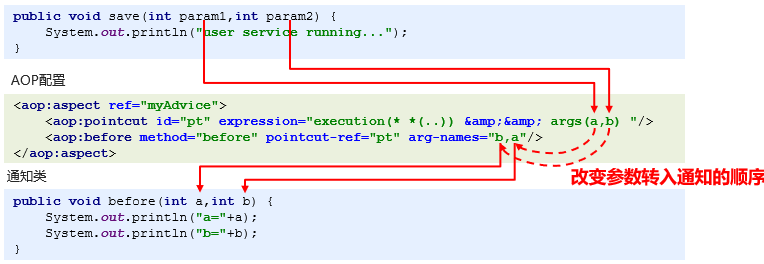 public void save(int param1,int param2) {
    System.out.println("user service running...");
}
AOP配置
<aop:aspect ref="myAdvice">
    <aop:pointcut id="pt" expression="execution(* *(..)) &amp;&amp; args(a,b) "/>
    <aop:before method="before" pointcut-ref="pt" arg-names="b,a"/>
</aop:aspect>
改变参数转入通知的顺序
通知类
public void before(int a,int b) {
    System.out.println("a="+a);
    System.out.println("b="+b);
}